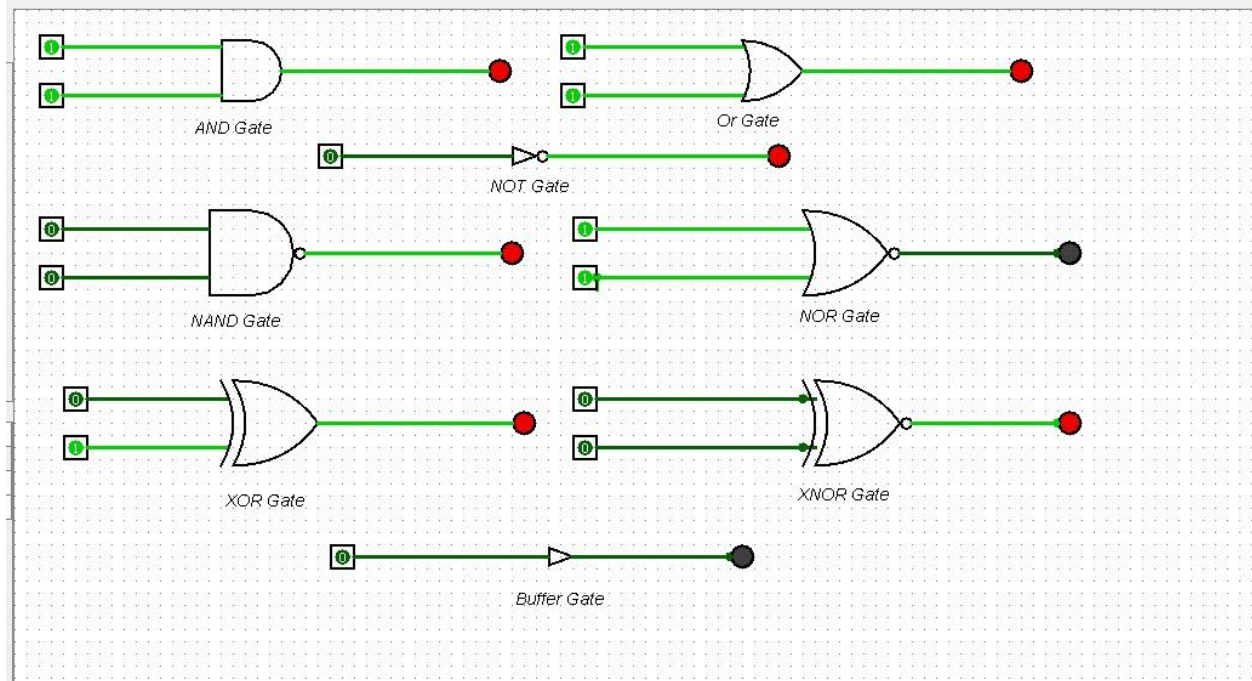 1
1
1
1
AND Gate
Or Gate
0
NOT Gate
0
1
0
1
NAND Gate
NOR Gate
0
0
1
0
XOR Gate
XNOR Gate
0
Buffer Gate